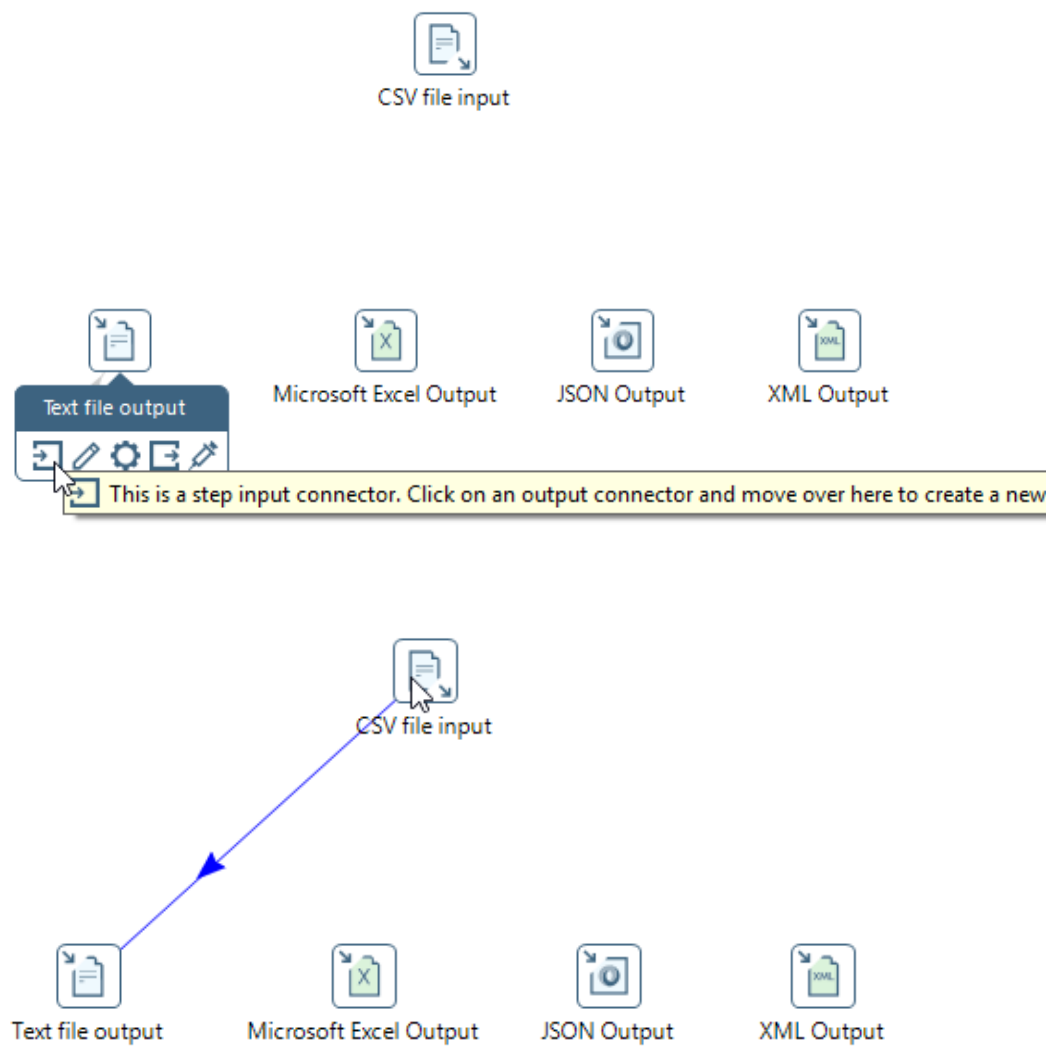 CSV file input
X
XML
Microsoft Excel Output
JSON Output
XML Output
Text file output
This is a step input connector. Click on an output connector and move over here to create a new
CSV file input
X
XML
Text file output
Microsoft Excel Output
JSON Output
XML Output